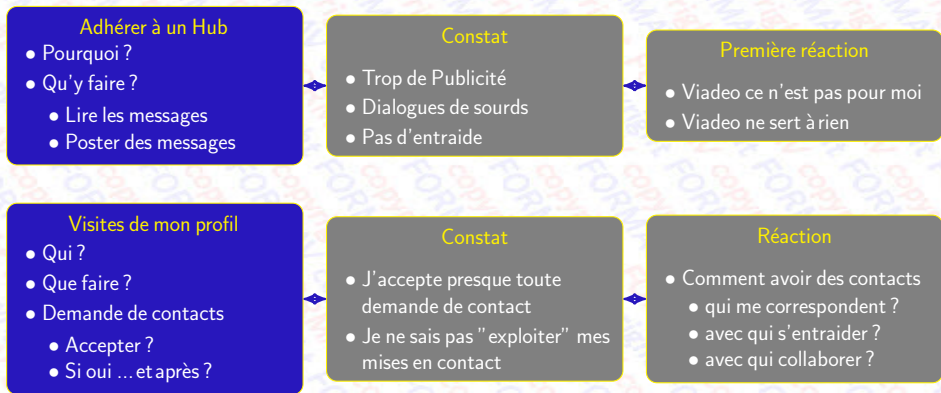 Adhérer à un Hub
• Pourquoi ?
• Qu'y faire ?
• Lire les messages
• Poster des messages
Constat
• Trop de Publicité
• Dialogues de sourds
• Pas d'entraide
Première réaction
• Viadeo ce n'est pas pour moi
• Viadeo ne sert à rien
Visites de mon profil
• Qui ?
• Que faire ?
• Demande de contacts
• Accepter ?
• Si oui ... et après ?
Constat
• J'accepte presque toute
demande de contact
• Je ne sais pas "exploiter" mes
mises en contact
Réaction
• Comment avoir des contacts
• qui me correspondent ?
• avec qui s'entraider ?
• avec qui collaborer ?